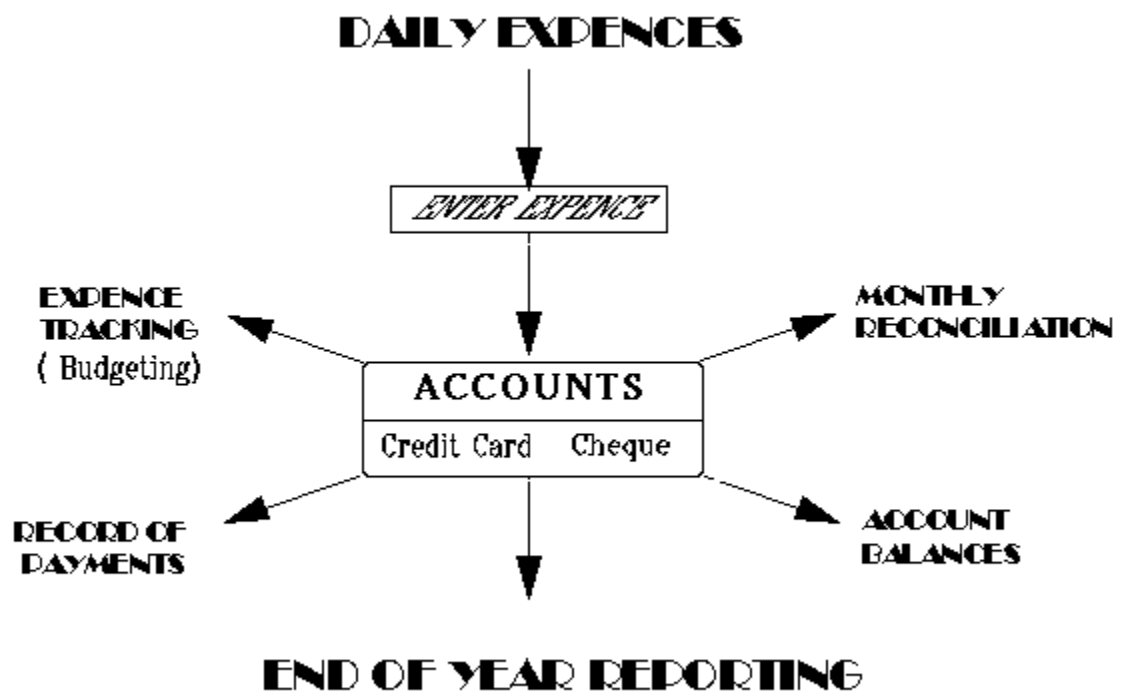 DAILY EXPENCES
ENTER EXPENCE
EXPENCE
TRACKING
( Budgeting)
MONTHLY
RECONCILIATION
ACCOUNTS
Credit Card Cheque
RECORD OF
PAYMENTS
ACCOUNT
BALANCES
END OF YEAR REPORTING